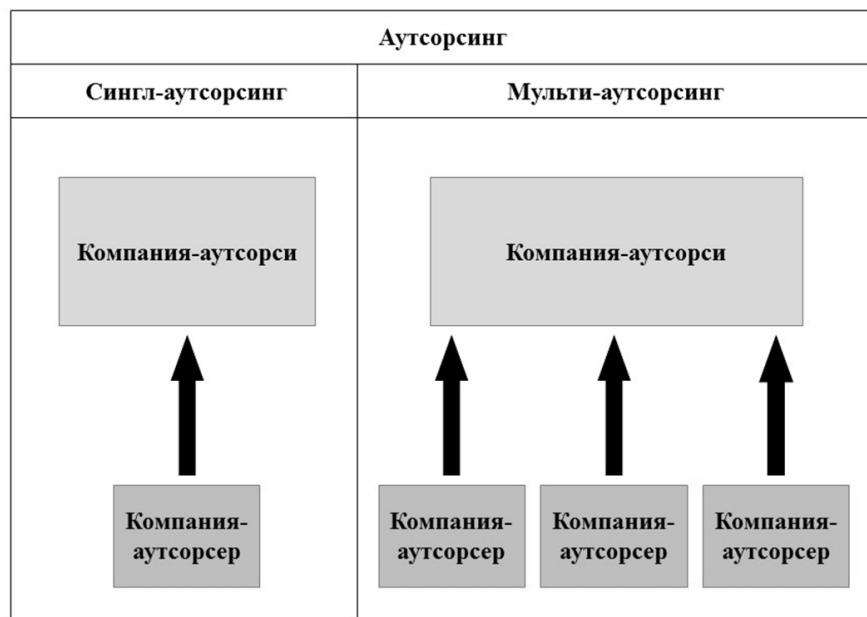 Аутсорсинг
Сингл-аутсорсинг
Мульти-аутсорсинг
Компания-аутсорси
Компания-аутсорси
Компания-
аутсорсер
Компания-
аутсорсер
Компания-
аутсорсер
Компания-
аутсорсер